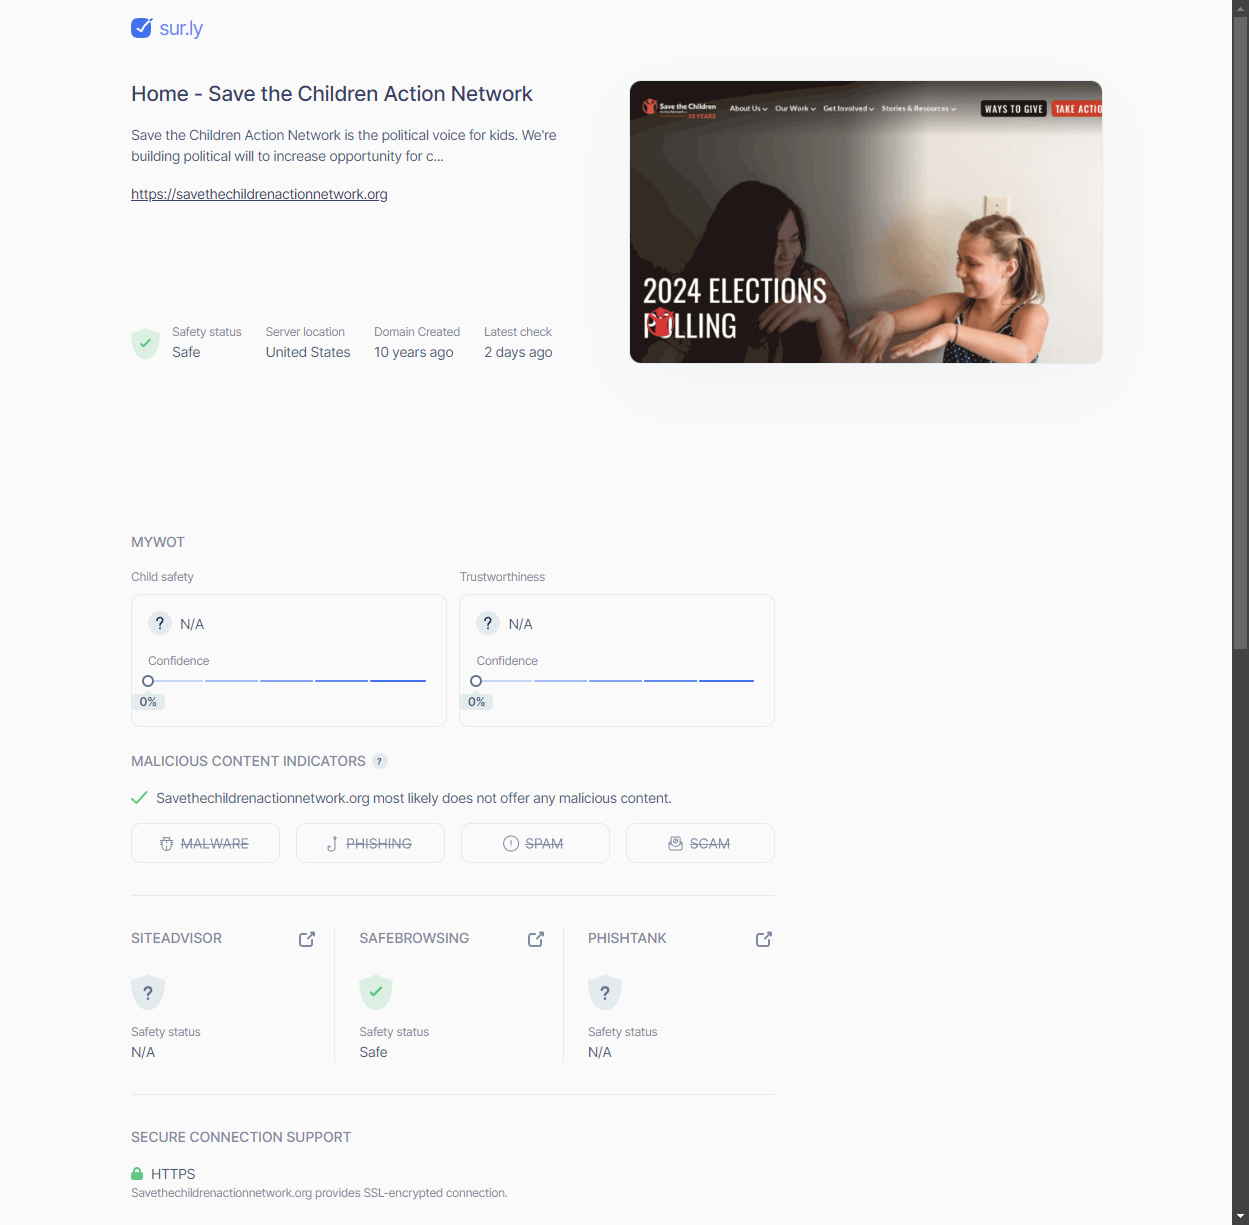 sur.ly
Home - Save the Children Action Network
Save the Children Action Network is the political voice for kids. We're
building political will to increase opportunity for c...
https://savethechildrenactionnetwork.org
Safety status
Safe
Server location
United States
Domain Created
10 years ago
Latest check
2 days ago
Save the Children
Action Network
10 YEARS
About Us
Our Work
Get Involved
Stories & Resources
WAYS TO GIVE
TAKE ACTIO
2024 ELECTIONS
POLLING
MYWOT
Child safety
? N/A
Confidence
0%
Trustworthiness
? N/A
Confidence
0%
MALICIOUS CONTENT INDICATORS ?
Savethechildrenactionnetwork.org most likely does not offer any malicious content.
MALWARE
PHISHING
SPAM
SCAM
SITEADVISOR
?
Safety status
N/A
SAFEBROWSING
Safety status
Safe
PHISHTANK
?
Safety status
N/A
SECURE CONNECTION SUPPORT
HTTPS
Savethechildrenactionnetwork.org provides SSL-encrypted connection.